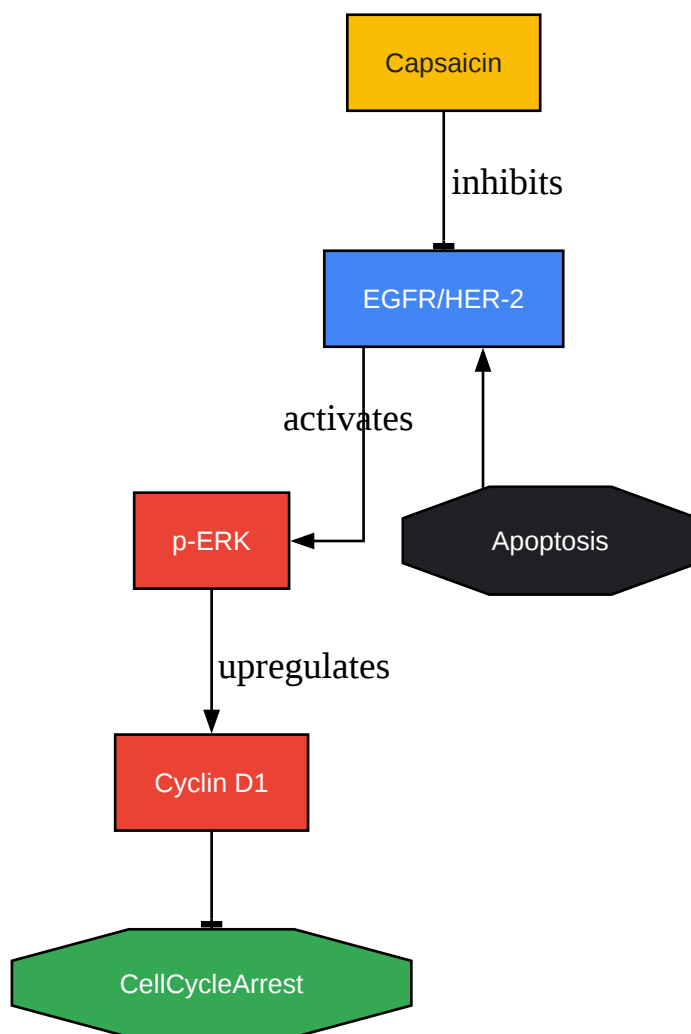 Capsaicin
inhibits
EGFR/HER-2
activates
p-ERK
Apoptosis
upregulates
Cyclin D1
CellCycleArrest